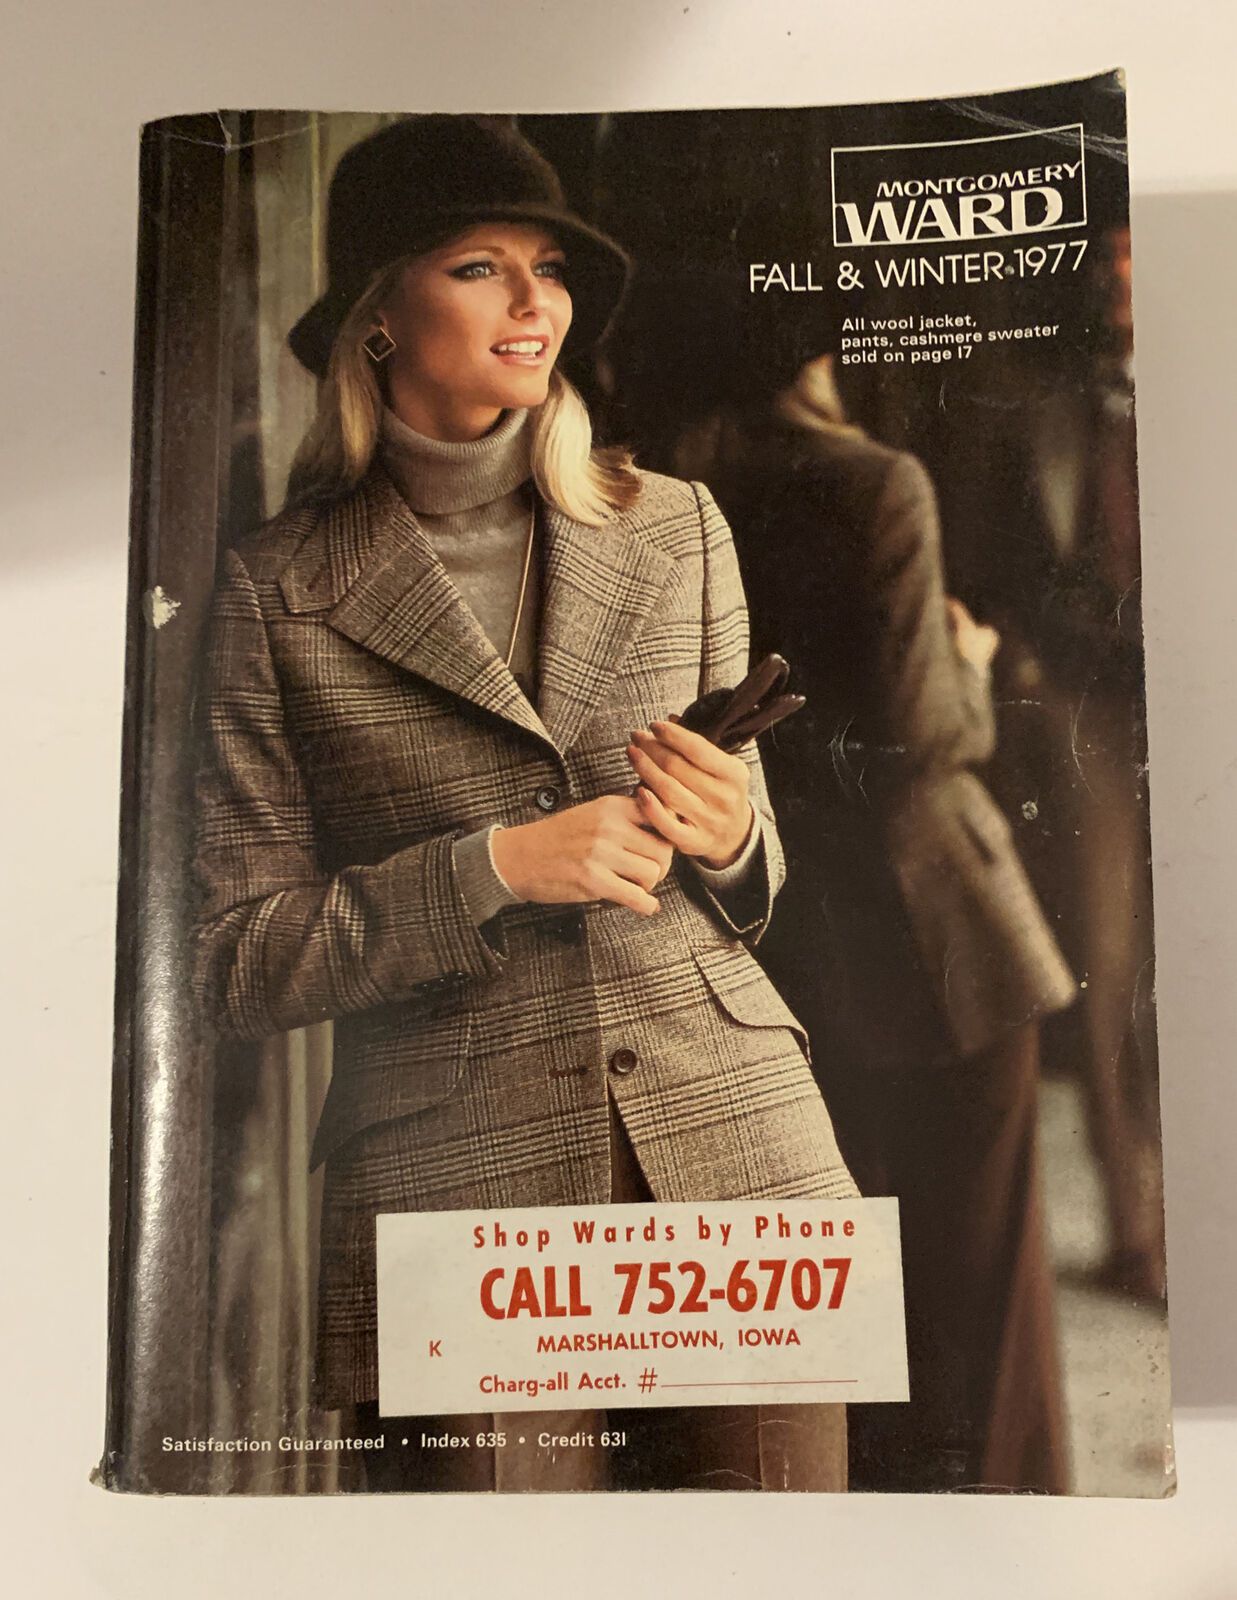 MONTGOMERY
WARD
FALL & WINTER•1977
All wool jacket,
pants, cashmere sweater
sold on page 17
Shop Wards by Phone
CALL 752-6707
K MARSHALLTOWN, IOWA
Charg-all Acct. #
Satisfaction Guaranteed • Index 635 • Credit 631